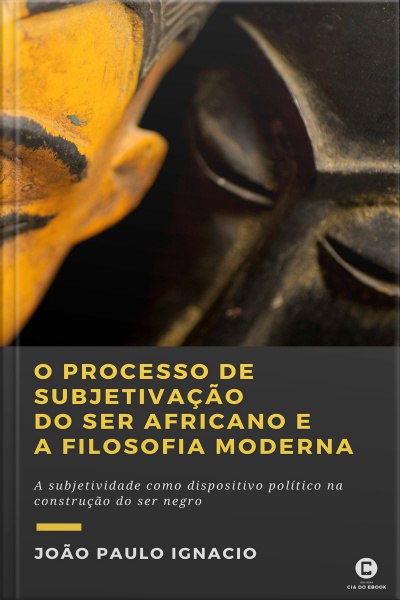 O PROCESSO DE
SUBJETIVAÇÃO
DO SER AFRICANO E
A FILOSOFIA MODERNA
A subjetividade como dispositivo político na
construção do ser negro
JOÃO PAULO IGNACIO
C
EDITORA
CIA DO EBOOK